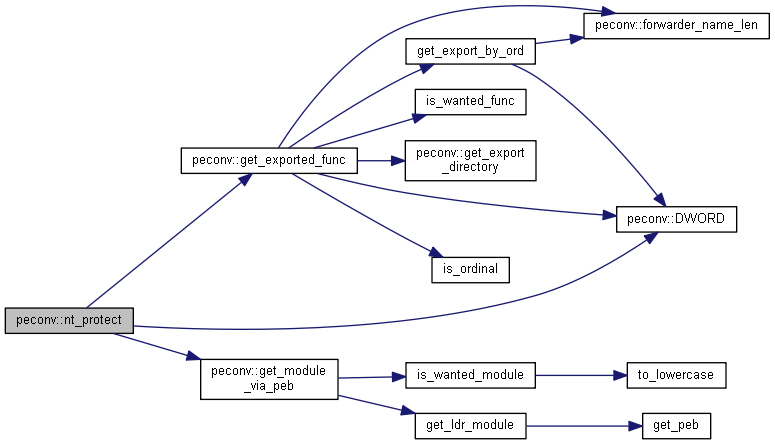 peconv::forwarder_name_len
get_export_by_ord
is_wanted_func
peconv::get_exported_func
peconv::get_export
_directory
peconv::DWORD
is_ordinal
peconv::nt_protect
peconv::get_module
_via_peb
is_wanted_module
to_lowercase
get_ldr_module
get_peb